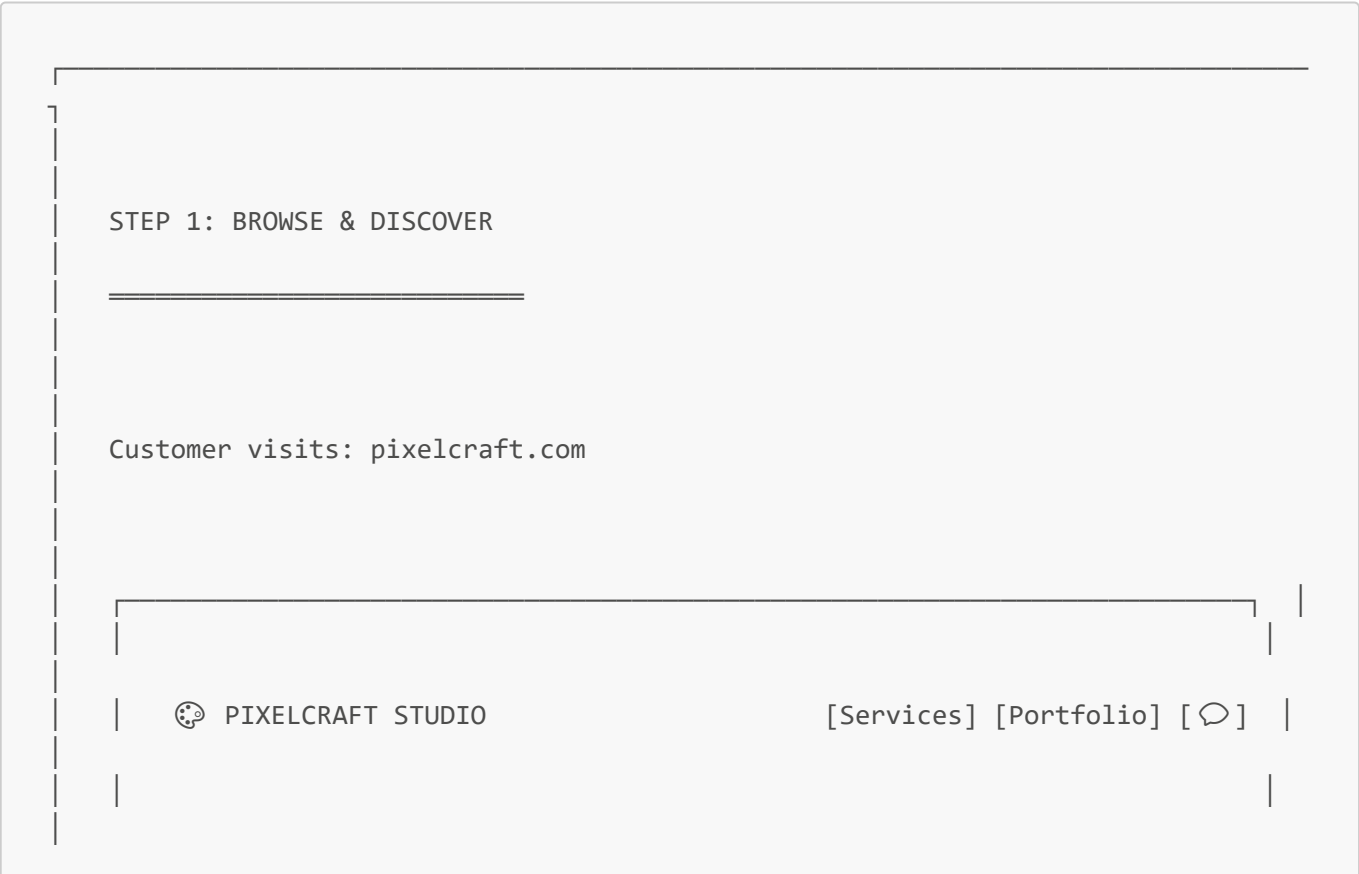 STEP 1: BROWSE & DISCOVER
Customer visits: pixelcraft.com
🎨 PIXELCRAFT STUDIO [Services] [Portfolio] [💬]